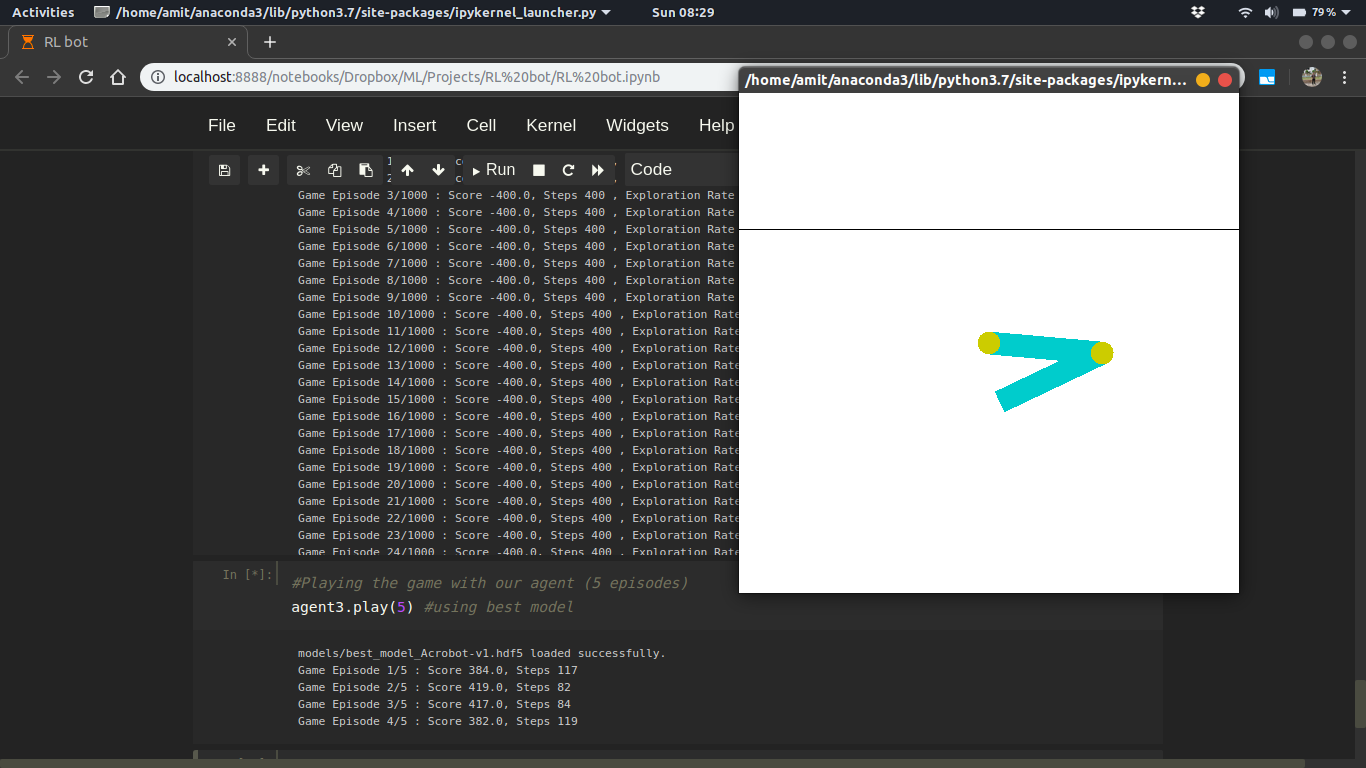 Activities /home/amit/anaconda3/lib/python3.7/site-packages/ipykernel_launcher.py Sun 08:29 79%
RL bot
localhost:8888/notebooks/Dropbox/ML/Projects/RL%20bot/RL%20bot.ipynb
/home/amit/anaconda3/lib/python3.7/site-packages/ipykern...
File Edit View Insert Cell Kernel Widgets Help
Run Code
Game Episode 3/1000 : Score -400.0, Steps 400 , Exploration Rate
Game Episode 4/1000 : Score -400.0, Steps 400 , Exploration Rate
Game Episode 5/1000 : Score -400.0, Steps 400 , Exploration Rate
Game Episode 6/1000 : Score -400.0, Steps 400 , Exploration Rate
Game Episode 7/1000 : Score -400.0, Steps 400 , Exploration Rate
Game Episode 8/1000 : Score -400.0, Steps 400 , Exploration Rate
Game Episode 9/1000 : Score -400.0, Steps 400 , Exploration Rate
Game Episode 10/1000 : Score -400.0, Steps 400 , Exploration Rate
Game Episode 11/1000 : Score -400.0, Steps 400 , Exploration Rate
Game Episode 12/1000 : Score -400.0, Steps 400 , Exploration Rate
Game Episode 13/1000 : Score -400.0, Steps 400 , Exploration Rate
Game Episode 14/1000 : Score -400.0, Steps 400 , Exploration Rate
Game Episode 15/1000 : Score -400.0, Steps 400 , Exploration Rate
Game Episode 16/1000 : Score -400.0, Steps 400 , Exploration Rate
Game Episode 17/1000 : Score -400.0, Steps 400 , Exploration Rate
Game Episode 18/1000 : Score -400.0, Steps 400 , Exploration Rate
Game Episode 19/1000 : Score -400.0, Steps 400 , Exploration Rate
Game Episode 20/1000 : Score -400.0, Steps 400 , Exploration Rate
Game Episode 21/1000 : Score -400.0, Steps 400 , Exploration Rate
Game Episode 22/1000 : Score -400.0, Steps 400 , Exploration Rate
Game Episode 23/1000 : Score -400.0, Steps 400 , Exploration Rate
Game Episode 24/1000 : Score -400.0, Steps 400 , Exploration Rate
In [*]:
#Playing the game with our agent (5 episodes)
agent3.play(5) #using best model
models/best_model_Acrobot-v1.hdf5 loaded successfully.
Game Episode 1/5 : Score 384.0, Steps 117
Game Episode 2/5 : Score 419.0, Steps 82
Game Episode 3/5 : Score 417.0, Steps 84
Game Episode 4/5 : Score 382.0, Steps 119